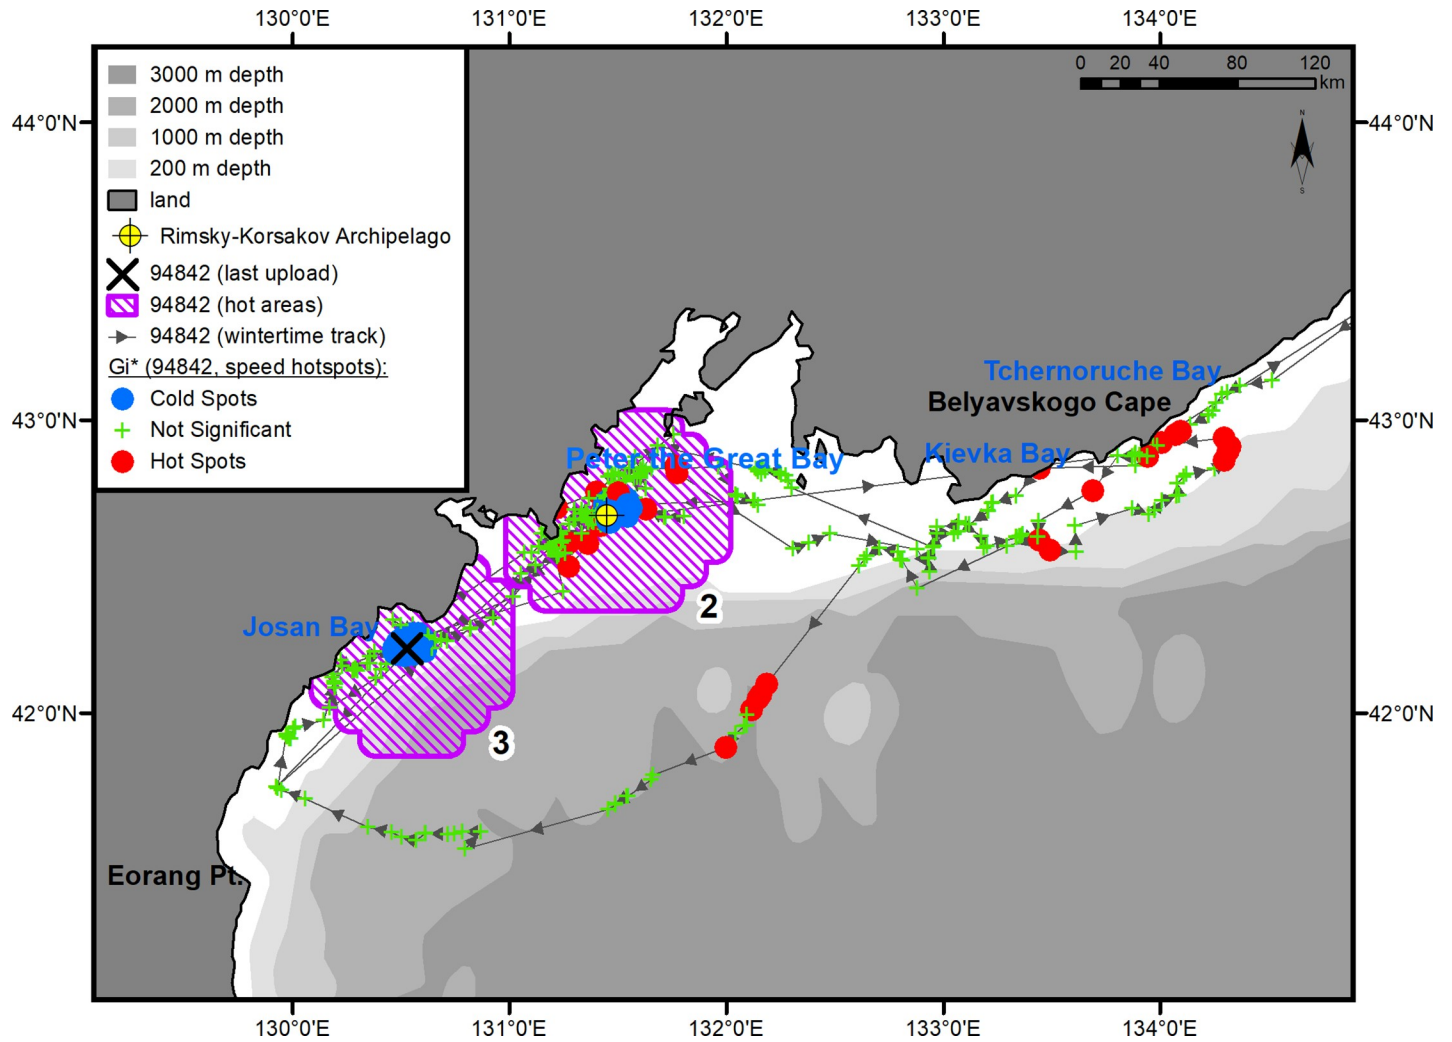 130°0'E 131°0'E 132°0'E 133°0'E 134°0'E
3000 m depth
2000 m depth
1000 m depth
200 m depth
land
Rimsky-Korsakov Archipelago
94842 (last upload)
94842 (hot areas)
94842 (wintertime track)
Gi* (94842, speed hotspots):
Cold Spots
Not Significant
Hot Spots
0 20 40 80 120
km
N
S
44°0'N 44°0'N
Tchernoruche Bay
Belyavskogo Cape
43°0'N 43°0'N
Kievka Bay
Peter the Great Bay
2
Josan Bay
42°0'N 42°0'N
3
Eorang Pt.
130°0'E 131°0'E 132°0'E 133°0'E 134°0'E